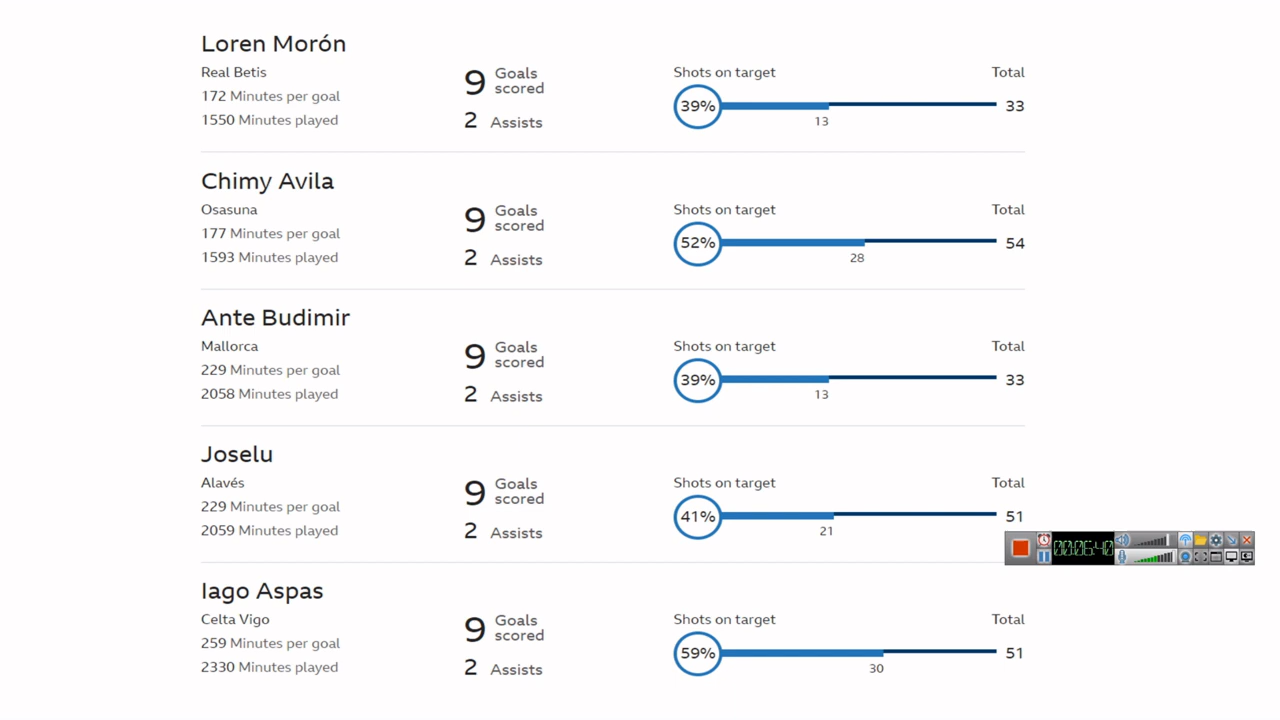 Loren Morón
Real Betis
172 Minutes per goal
1550 Minutes played
9 Goals scored
2 Assists
Shots on target
Total
39%
33
13
Chimy Avila
Osasuna
177 Minutes per goal
1593 Minutes played
9 Goals scored
2 Assists
Shots on target
Total
52%
54
28
Ante Budimir
Mallorca
229 Minutes per goal
2058 Minutes played
9 Goals scored
2 Assists
Shots on target
Total
39%
33
13
Joselu
Alavés
229 Minutes per goal
2059 Minutes played
9 Goals scored
2 Assists
Shots on target
Total
41%
51
21
00:06:40
Iago Aspas
Celta Vigo
259 Minutes per goal
2330 Minutes played
9 Goals scored
2 Assists
Shots on target
Total
59%
51
30